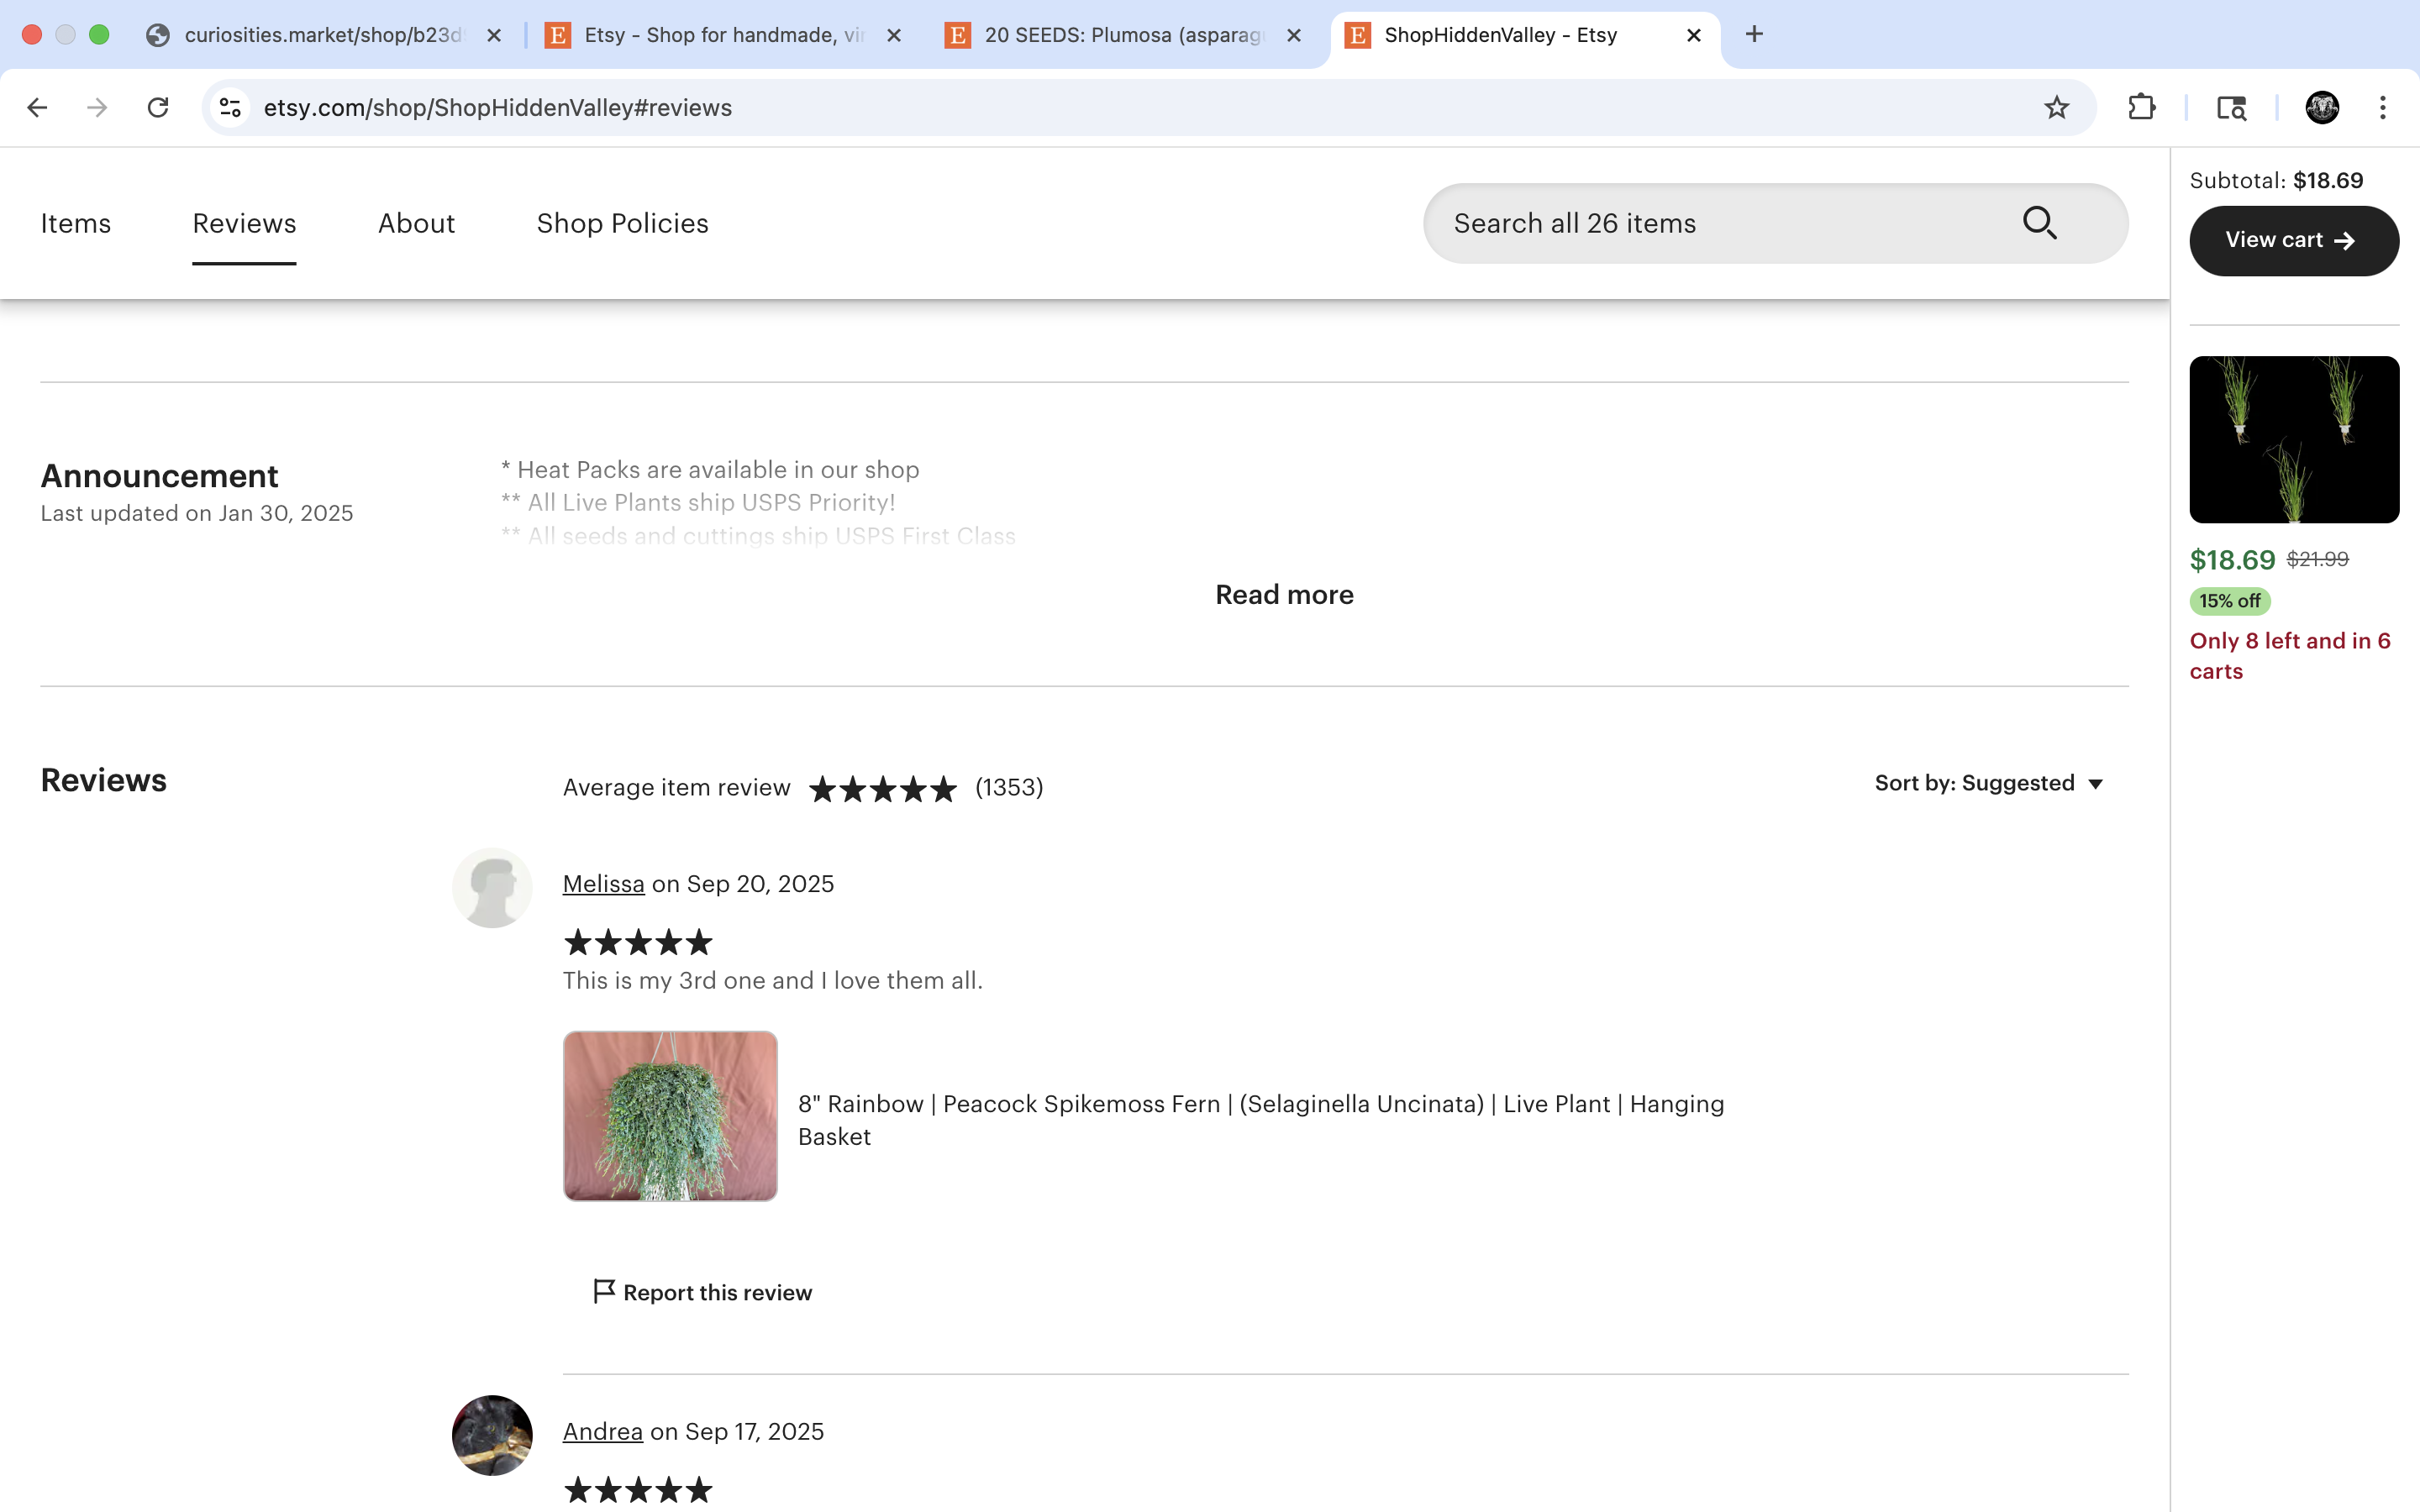 curiosities.market/shop/b23d
Etsy - Shop for handmade, vi
20 SEEDS: Plumosa (asparag
ShopHiddenValley - Etsy
etsy.com/shop/ShopHiddenValley#reviews
Items
Reviews
About
Shop Policies
Search all 26 items
Subtotal: $18.69
View cart →
$18.69 $21.99
15% off
Only 8 left and in 6
carts
Announcement
Last updated on Jan 30, 2025
* Heat Packs are available in our shop
** All Live Plants ship USPS Priority!
** All seeds and cuttings ship USPS First Class
Read more
Reviews
Average item review ★★★★★ (1353)
Sort by: Suggested ▼
Melissa on Sep 20, 2025
★★★★★
This is my 3rd one and I love them all.
8" Rainbow | Peacock Spikemoss Fern | (Selaginella Uncinata) | Live Plant | Hanging
Basket
Report this review
Andrea on Sep 17, 2025
★★★★★